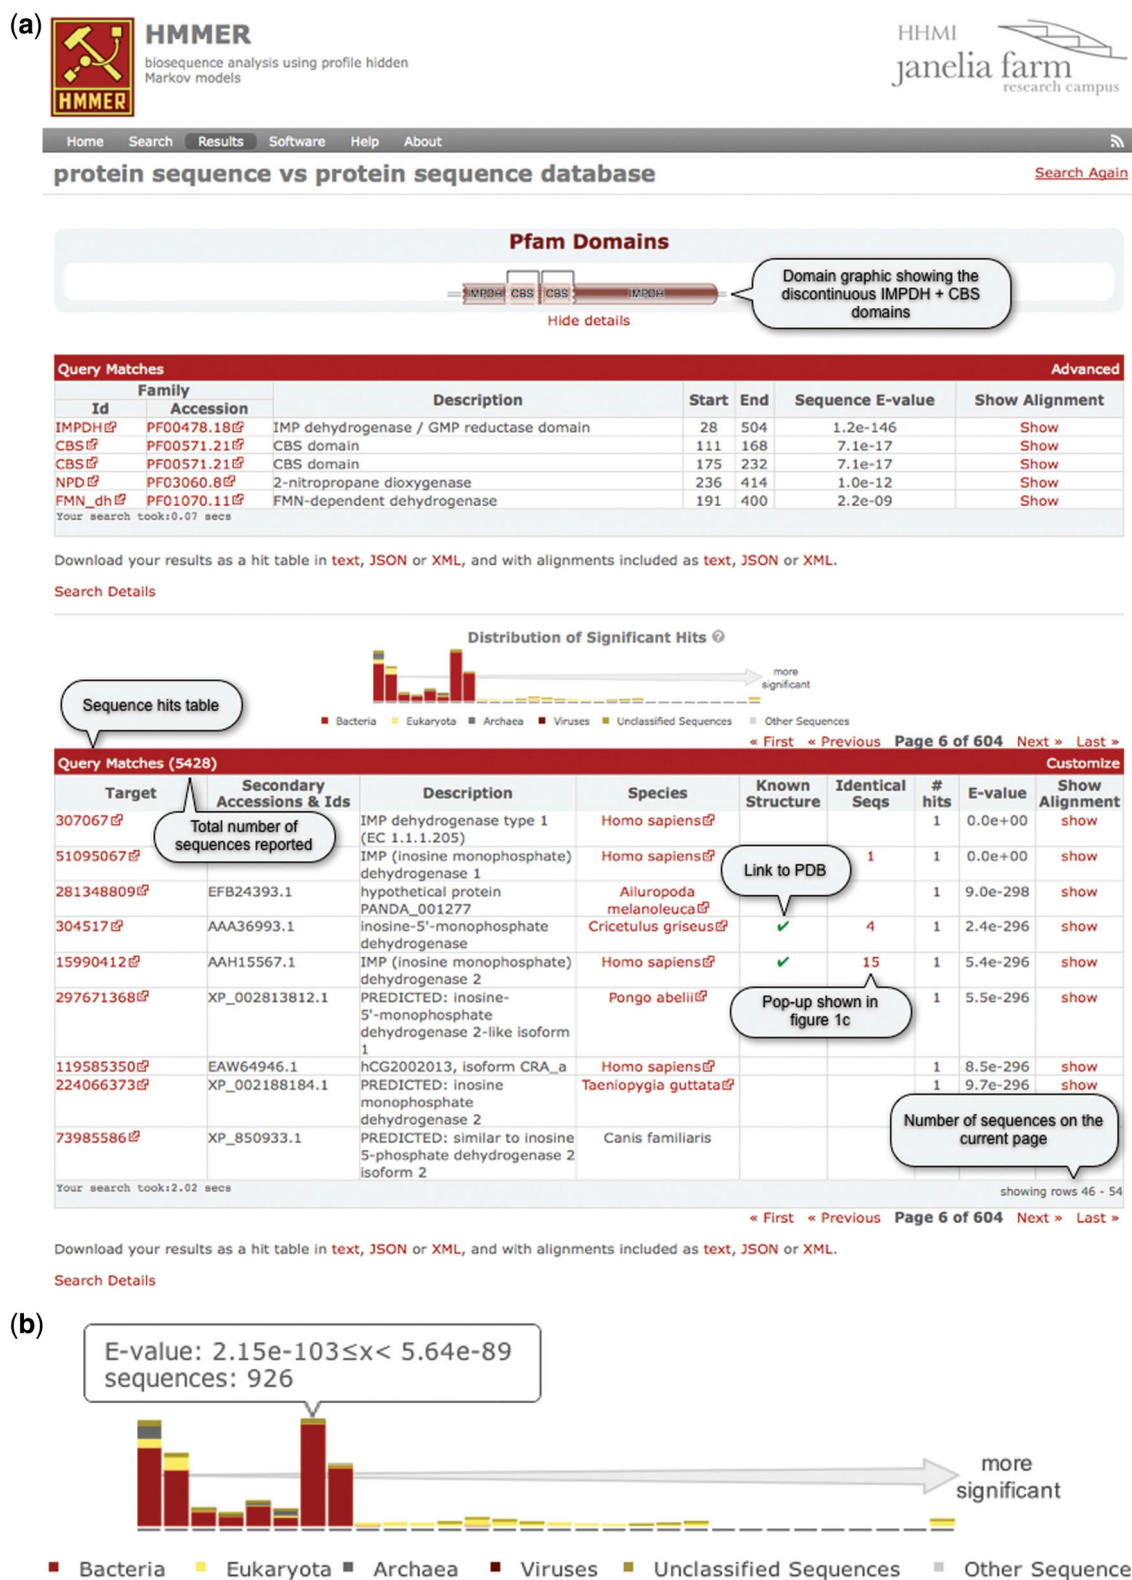 (a)
HMMER
biosequence analysis using profile hidden
Markov models
HMMER
HHMI
janelia farm
research campus
Home Search Results Software Help About
protein sequence vs protein sequence database
Search Again
Pfam Domains
IMPDH CBS CBS IMPDH
Domain graphic showing the
discontinuous IMPDH + CBS
domains
Hide details
Query Matches Advanced
Family
Id Accession Description Start End Sequence E-value Show Alignment
IMPDH PF00478.18 IMP dehydrogenase / GMP reductase domain 28 504 1.2e-146 Show
CBS PF00571.21 CBS domain 111 168 7.1e-17 Show
CBS PF00571.21 CBS domain 175 232 7.1e-17 Show
NPD PF03060.8 2-nitropropane dioxygenase 236 414 1.0e-12 Show
FMN_dh PF01070.11 FMN-dependent dehydrogenase 191 400 2.2e-09 Show
Your search took:0.07 secs
Download your results as a hit table in text, JSON or XML, and with alignments included as text, JSON or XML.
Search Details
Distribution of Significant Hits ?
more
significant
Bacteria Eukaryota Archaea Viruses Unclassified Sequences Other Sequences
Sequence hits table
« First « Previous Page 6 of 604 Next » Last »
Query Matches (5428) Customize
Target Secondary Accessions & Ids Description Species Known Structure Identical Seqs # hits E-value Show Alignment
Total number of
sequences reported
307067 IMP dehydrogenase type 1 Homo sapiens 1 0.0e+00 show
(EC 1.1.1.205)
51095067 IMP (inosine monophosphate) Homo sapiens 1 1 0.0e+00 show
dehydrogenase 1
Link to PDB
281348809 EFB24393.1 hypothetical protein Ailuropoda 1 9.0e-298 show
PANDA_001277 melanoleuca
304517 AAA36993.1 inosine-5'-monophosphate Cricetulus griseus ✔ 4 1 2.4e-296 show
dehydrogenase
15990412 AAH15567.1 IMP (inosine monophosphate) Homo sapiens ✔ 15 1 5.4e-296 show
dehydrogenase 2
297671368 XP_002813812.1 PREDICTED: inosine- Pongo abelii 1 5.5e-296 show
5'-monophosphate
dehydrogenase 2-like isoform
1
Pop-up shown in
figure 1c
119585350 EAW64946.1 hCG2002013, isoform CRA_a Homo sapiens 1 8.5e-296 show
224066373 XP_002188184.1 PREDICTED: inosine Taeniopygia guttata 1 9.7e-296 show
monophosphate
dehydrogenase 2
Number of sequences on the
current page
73985586 XP_850933.1 PREDICTED: similar to inosine Canis familiaris
5-phosphate dehydrogenase 2
isoform 2
Your search took:2.02 secs showing rows 46 - 54
« First « Previous Page 6 of 604 Next » Last »
Download your results as a hit table in text, JSON or XML, and with alignments included as text, JSON or XML.
Search Details
(b)
E-value: 2.15e-103≤x< 5.64e-89
sequences: 926
more
significant
Bacteria Eukaryota Archaea Viruses Unclassified Sequences Other Sequence